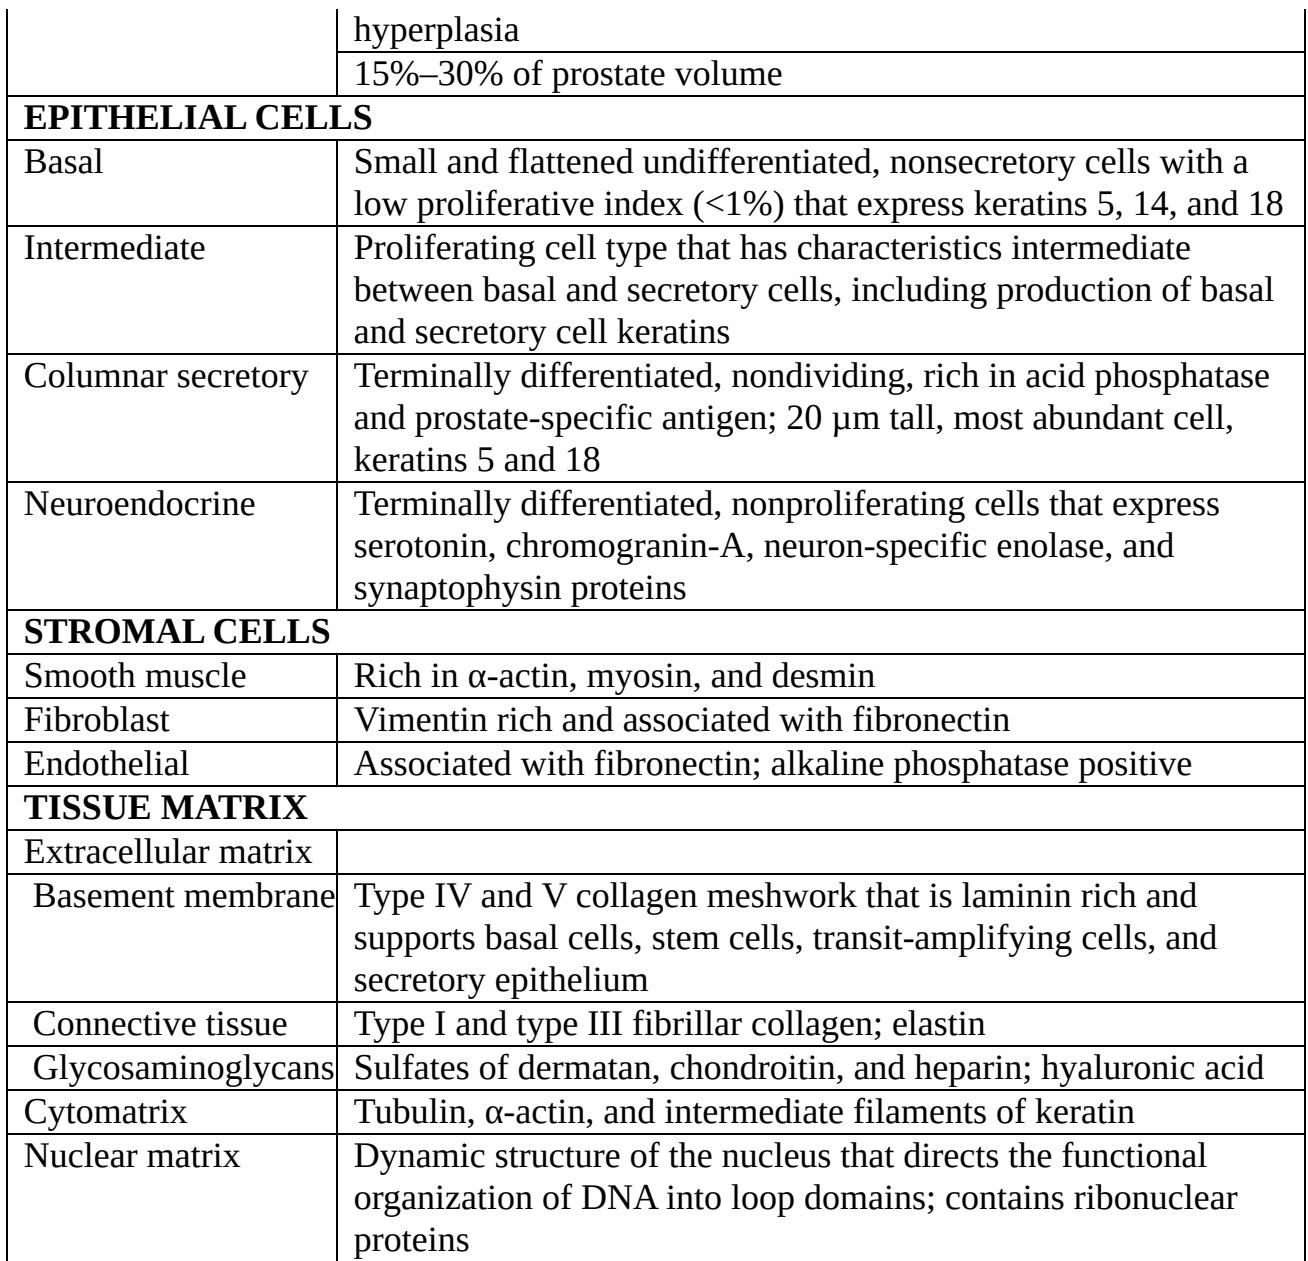 hyperplasia
15%–30% of prostate volume
EPITHELIAL CELLS
Basal
Small and flattened undifferentiated, nonsecretory cells with a
low proliferative index (<1%) that express keratins 5, 14, and 18
Intermediate
Proliferating cell type that has characteristics intermediate
between basal and secretory cells, including production of basal
and secretory cell keratins
Columnar secretory
Terminally differentiated, nondividing, rich in acid phosphatase
and prostate-specific antigen; 20 µm tall, most abundant cell,
keratins 5 and 18
Neuroendocrine
Terminally differentiated, nonproliferating cells that express
serotonin, chromogranin-A, neuron-specific enolase, and
synaptophysin proteins
STROMAL CELLS
Smooth muscle
Rich in α-actin, myosin, and desmin
Fibroblast
Vimentin rich and associated with fibronectin
Endothelial
Associated with fibronectin; alkaline phosphatase positive
TISSUE MATRIX
Extracellular matrix
Basement membrane
Type IV and V collagen meshwork that is laminin rich and
supports basal cells, stem cells, transit-amplifying cells, and
secretory epithelium
Connective tissue
Type I and type III fibrillar collagen; elastin
Glycosaminoglycans
Sulfates of dermatan, chondroitin, and heparin; hyaluronic acid
Cytomatrix
Tubulin, α-actin, and intermediate filaments of keratin
Nuclear matrix
Dynamic structure of the nucleus that directs the functional
organization of DNA into loop domains; contains ribonuclear
proteins